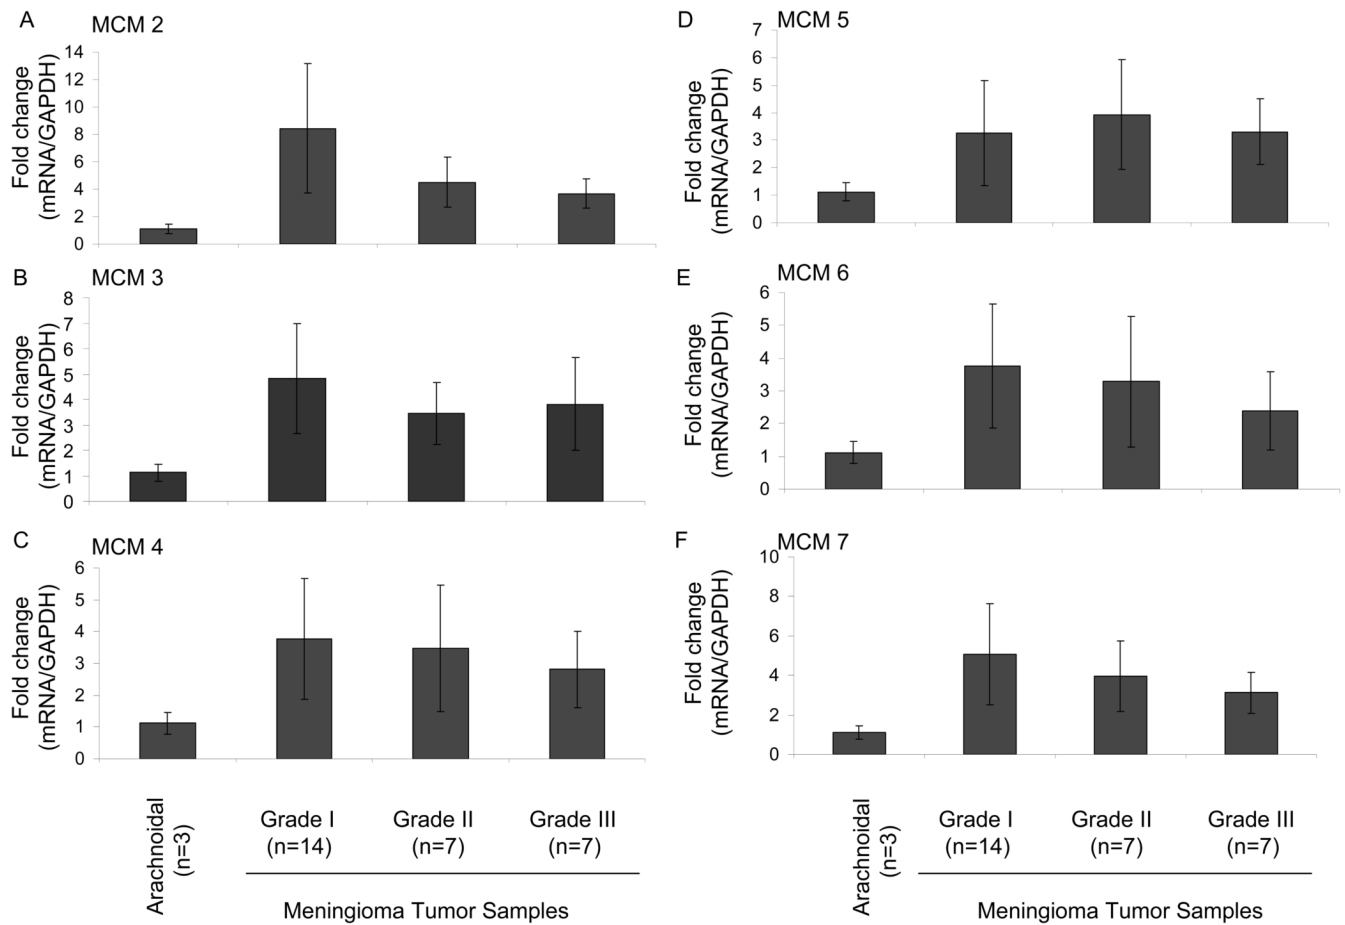 A
MCM 2
Fold change
(mRNA/GAPDH)
14
12
10
8
6
4
2
0
B
MCM 3
Fold change
(mRNA/GAPDH)
8
7
6
5
4
3
2
1
0
C
MCM 4
Fold change
(mRNA/GAPDH)
6
5
4
3
2
1
0
Arachnoidal
(n=3)
Grade I
(n=14)
Grade II
(n=7)
Grade III
(n=7)
Meningioma Tumor Samples
D
MCM 5
Fold change
(mRNA/GAPDH)
7
6
5
4
3
2
1
0
E
MCM 6
Fold change
(mRNA/GAPDH)
6
5
4
3
2
1
0
F
MCM 7
Fold change
(mRNA/GAPDH)
10
8
6
4
2
0
Arachnoidal
(n=3)
Grade I
(n=14)
Grade II
(n=7)
Grade III
(n=7)
Meningioma Tumor Samples